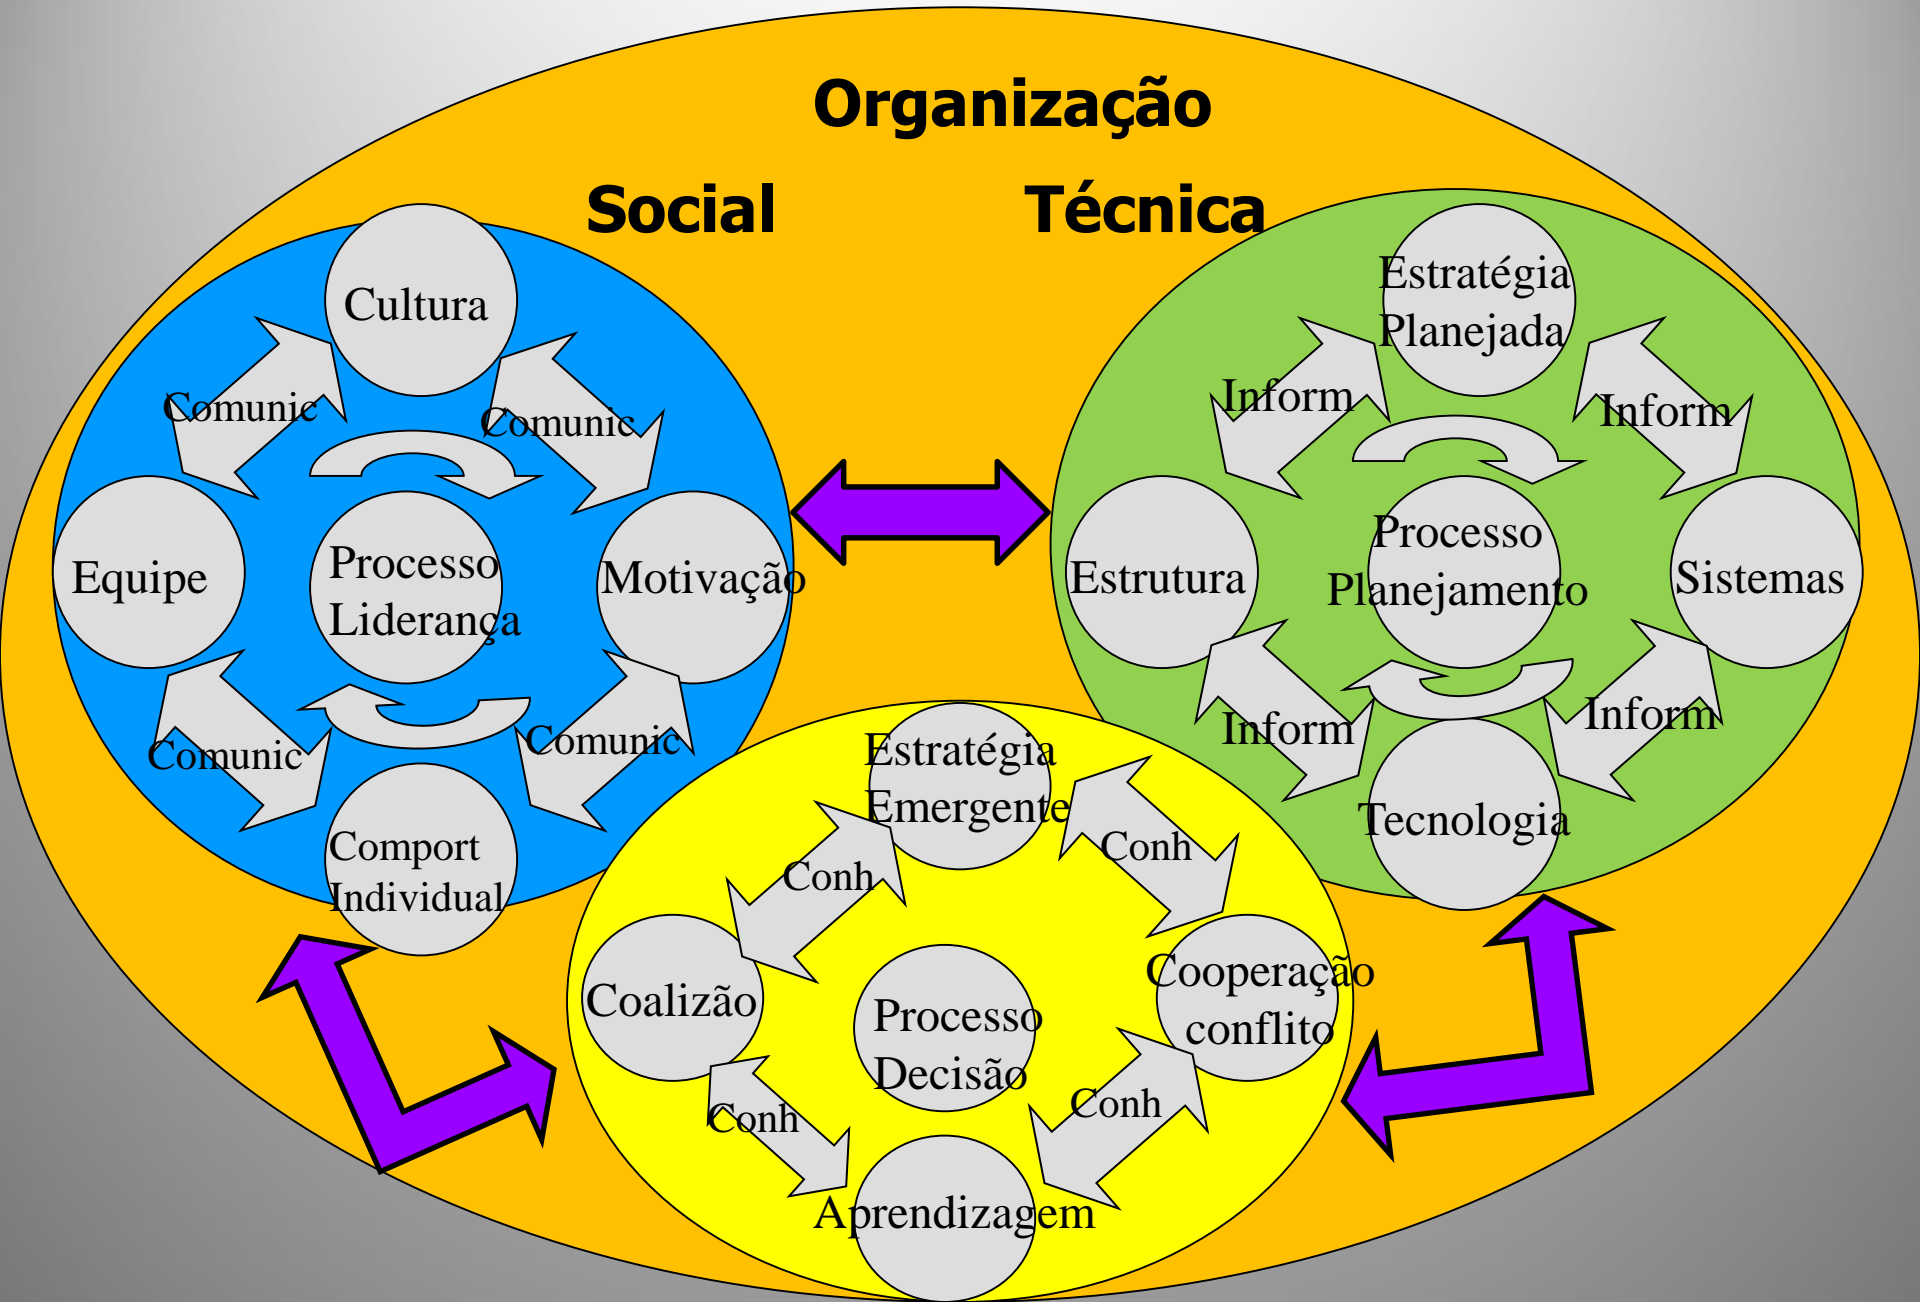 Organização
Social
Técnica
Cultura
Comunic
Comunic
Equipe
Processo
Liderança
Motivação
Comunic
Comunic
Comport
Individual
Estratégia
Planejada
Inform
Inform
Estrutura
Processo
Planejamento
Sistemas
Inform
Inform
Tecnologia
Estratégia
Emergente
Conh
Conh
Coalizão
Processo
Decisão
Cooperação
conflito
Conh
Conh
Aprendizagem